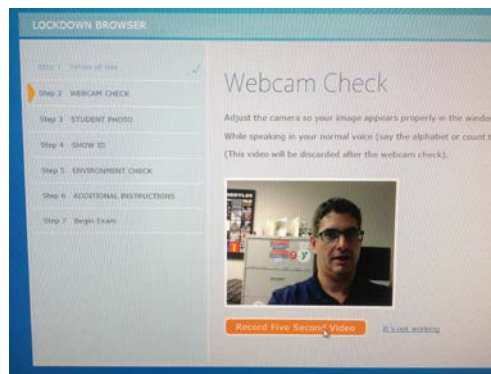 LOCKDOWN BROWSER
Step 1 Terms of Use
Step 2 WEBCAM CHECK
Step 3 STUDENT PHOTO
Step 4 SHOW ID
Step 5 ENVIRONMENT CHECK
Step 6 ADDITIONAL INSTRUCTIONS
Step 7 Begin Exam
Webcam Check
Adjust the camera so your image appears properly in the window
While speaking in your normal voice (say the alphabet or count t
(This video will be discarded after the webcam check).
Record Five Second Video
It's not working